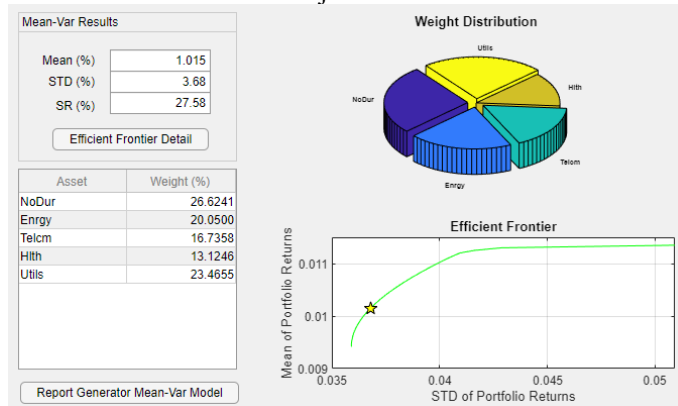 Mean-Var Results
Mean (%) 1.015
STD (%) 3.68
SR (%) 27.58
Efficient Frontier Detail
Asset Weight (%)
NoDur 26.6241
Enrgy 20.0500
Telcm 16.7358
Hlth 13.1246
Utils 23.4655
Report Generator Mean-Var Model
Weight Distribution
Utils
Hlth
NoDur
Telcm
Enrgy
Efficient Frontier
Mean of Portfolio Returns
0.011
0.01
0.009
0.035 0.04 0.045 0.05
STD of Portfolio Returns